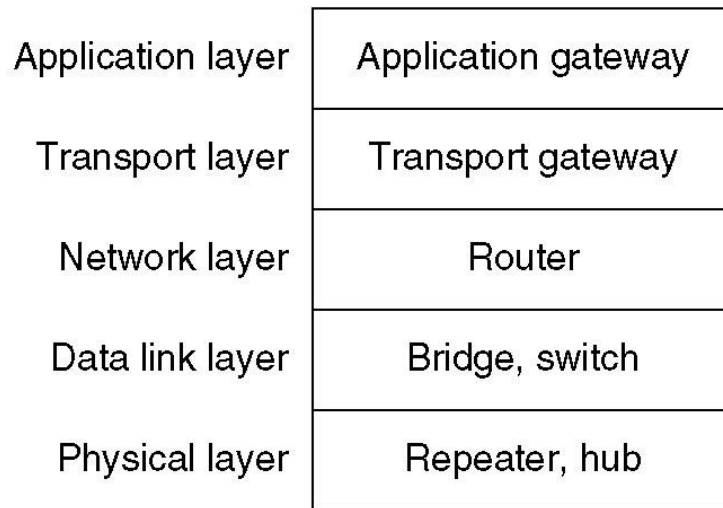 Application layer Application gateway
Transport layer Transport gateway
Network layer Router
Data link layer Bridge, switch
Physical layer Repeater, hub